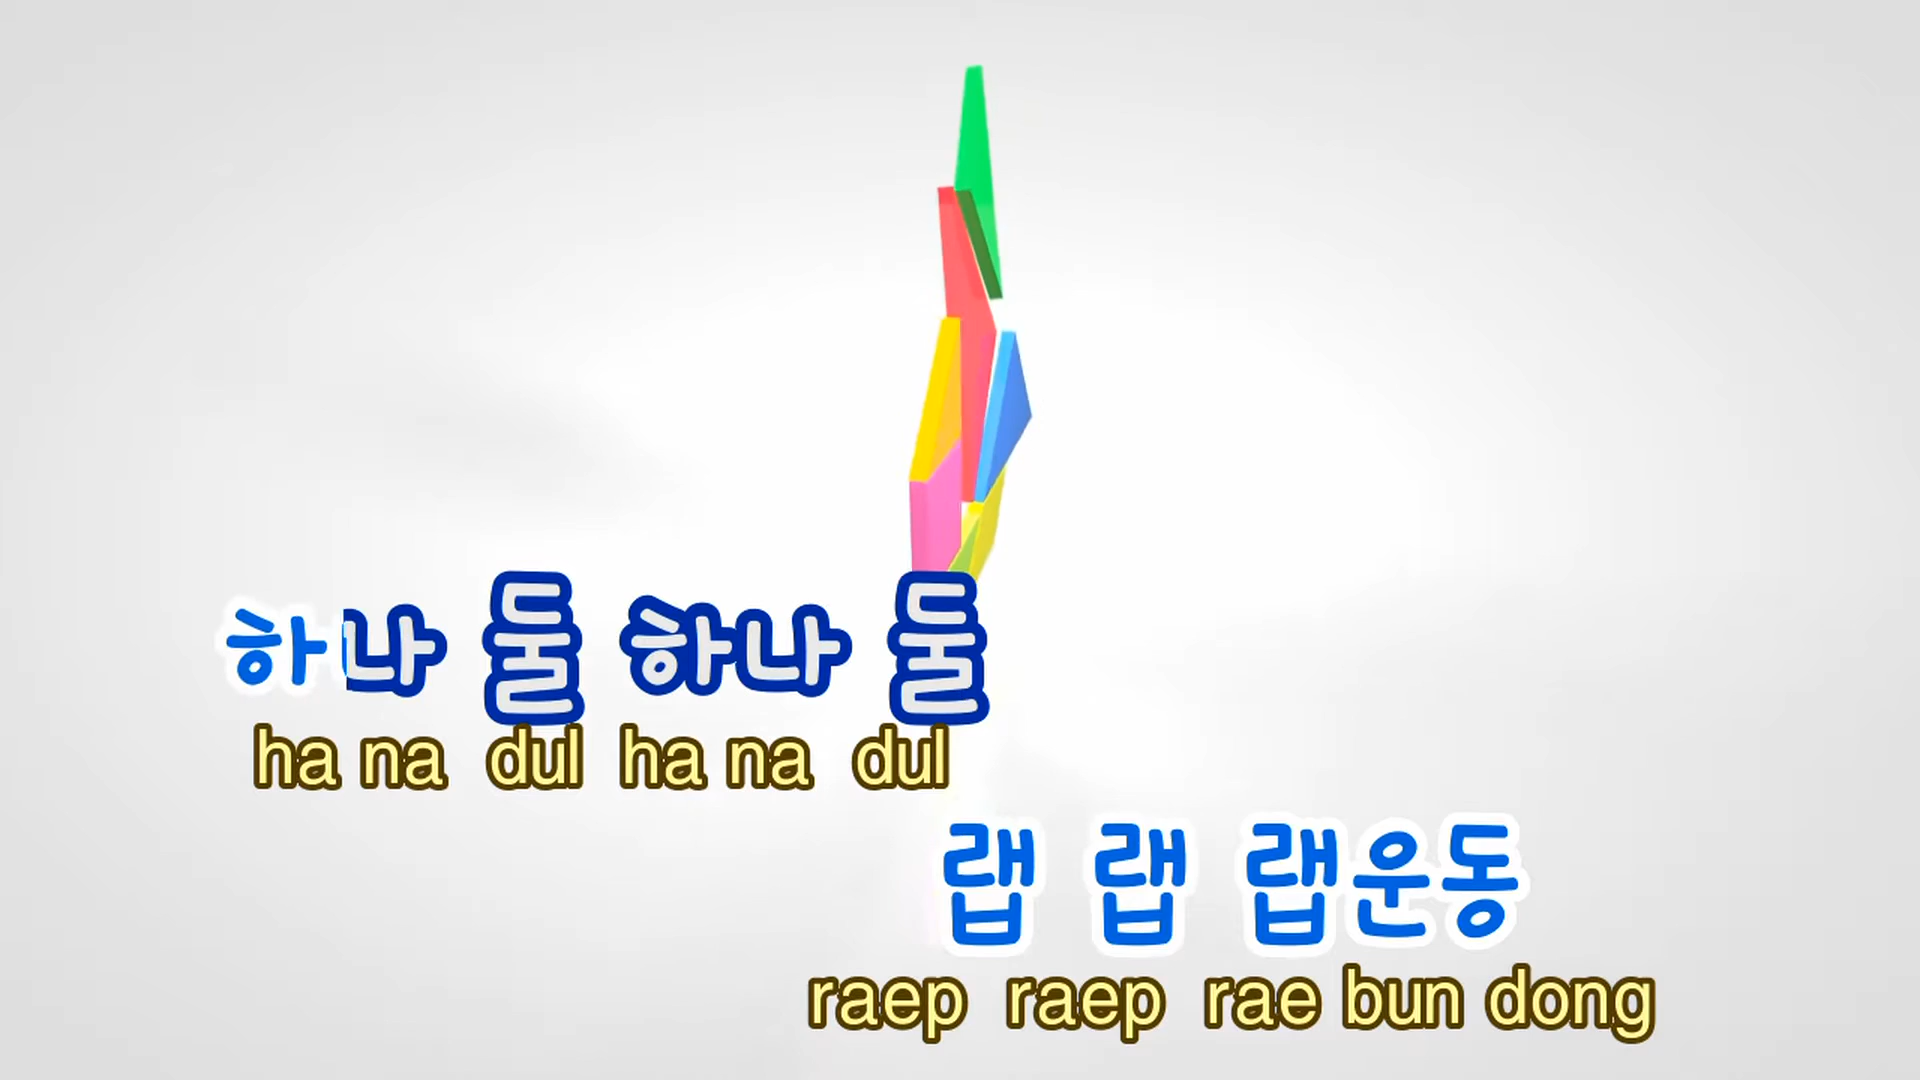 하나 둘 하나 둘
ha na dul ha na dul
랩 랩 랩운동
raep raep rae bun dong